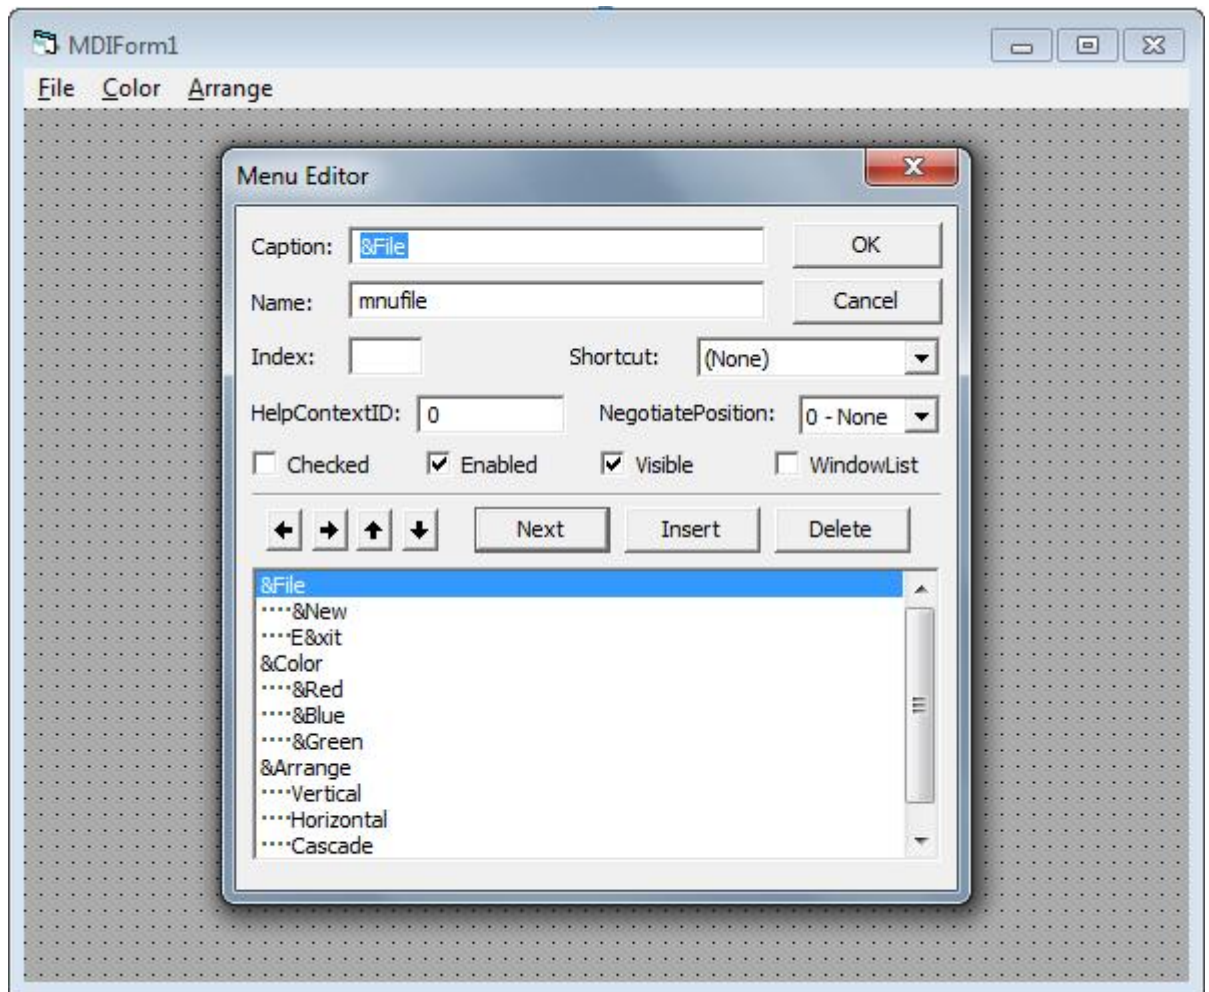 MDIForm1
File Color Arrange
Menu Editor
Caption: &File OK
Name: mnufile Cancel
Index: Shortcut: (None)
HelpContextID: 0 NegotiatePosition: 0 - None
Checked Enabled Visible WindowList
Next Insert Delete
&File
····&New
····E&xit
&Color
····&Red
····&Blue
····&Green
&Arrange
····Vertical
····Horizontal
····Cascade